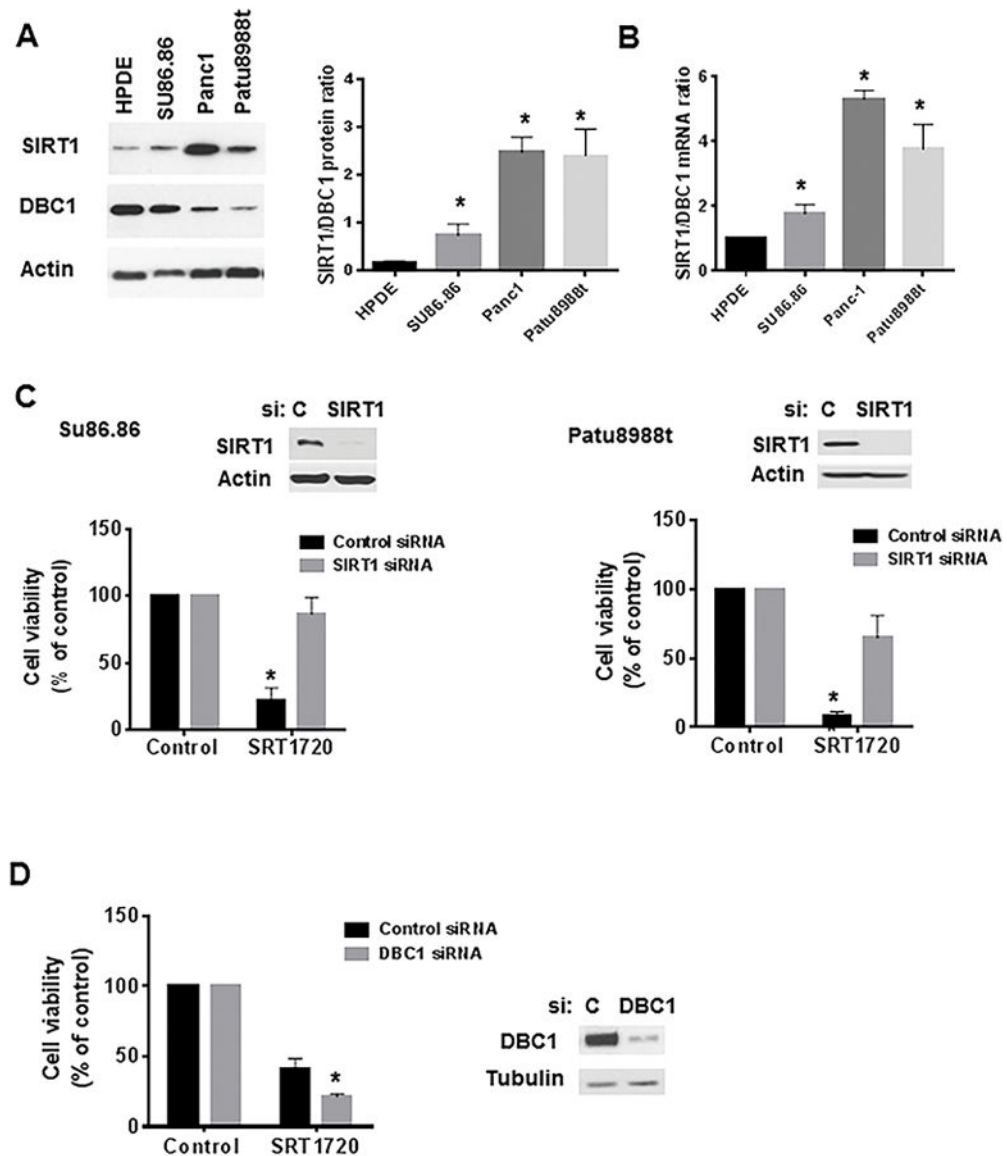 A
HPDE
SU86.86
Panc1
Patu8988t
SIRT1
DBC1
Actin
SIRT1/DBC1 protein ratio
4
3
2
1
0
HPDE
SU86.86
Panc1
Patu8988t
*
*
*
B
SIRT1/DBC1 mRNA ratio
6
4
2
0
HPDE
SU86.86
Panc-1
Patu8988t
*
*
*
C
Su86.86
si: C SIRT1
SIRT1
Actin
Cell viability
(% of control)
150
100
50
0
Control siRNA
SIRT1 siRNA
*
Control SRT1720
Patu8988t
si: C SIRT1
SIRT1
Actin
Cell viability
(% of control)
150
100
50
0
Control siRNA
SIRT1 siRNA
*
Control SRT1720
D
Cell viability
(% of control)
150
100
50
0
Control siRNA
DBC1 siRNA
*
Control SRT1720
si: C DBC1
DBC1
Tubulin